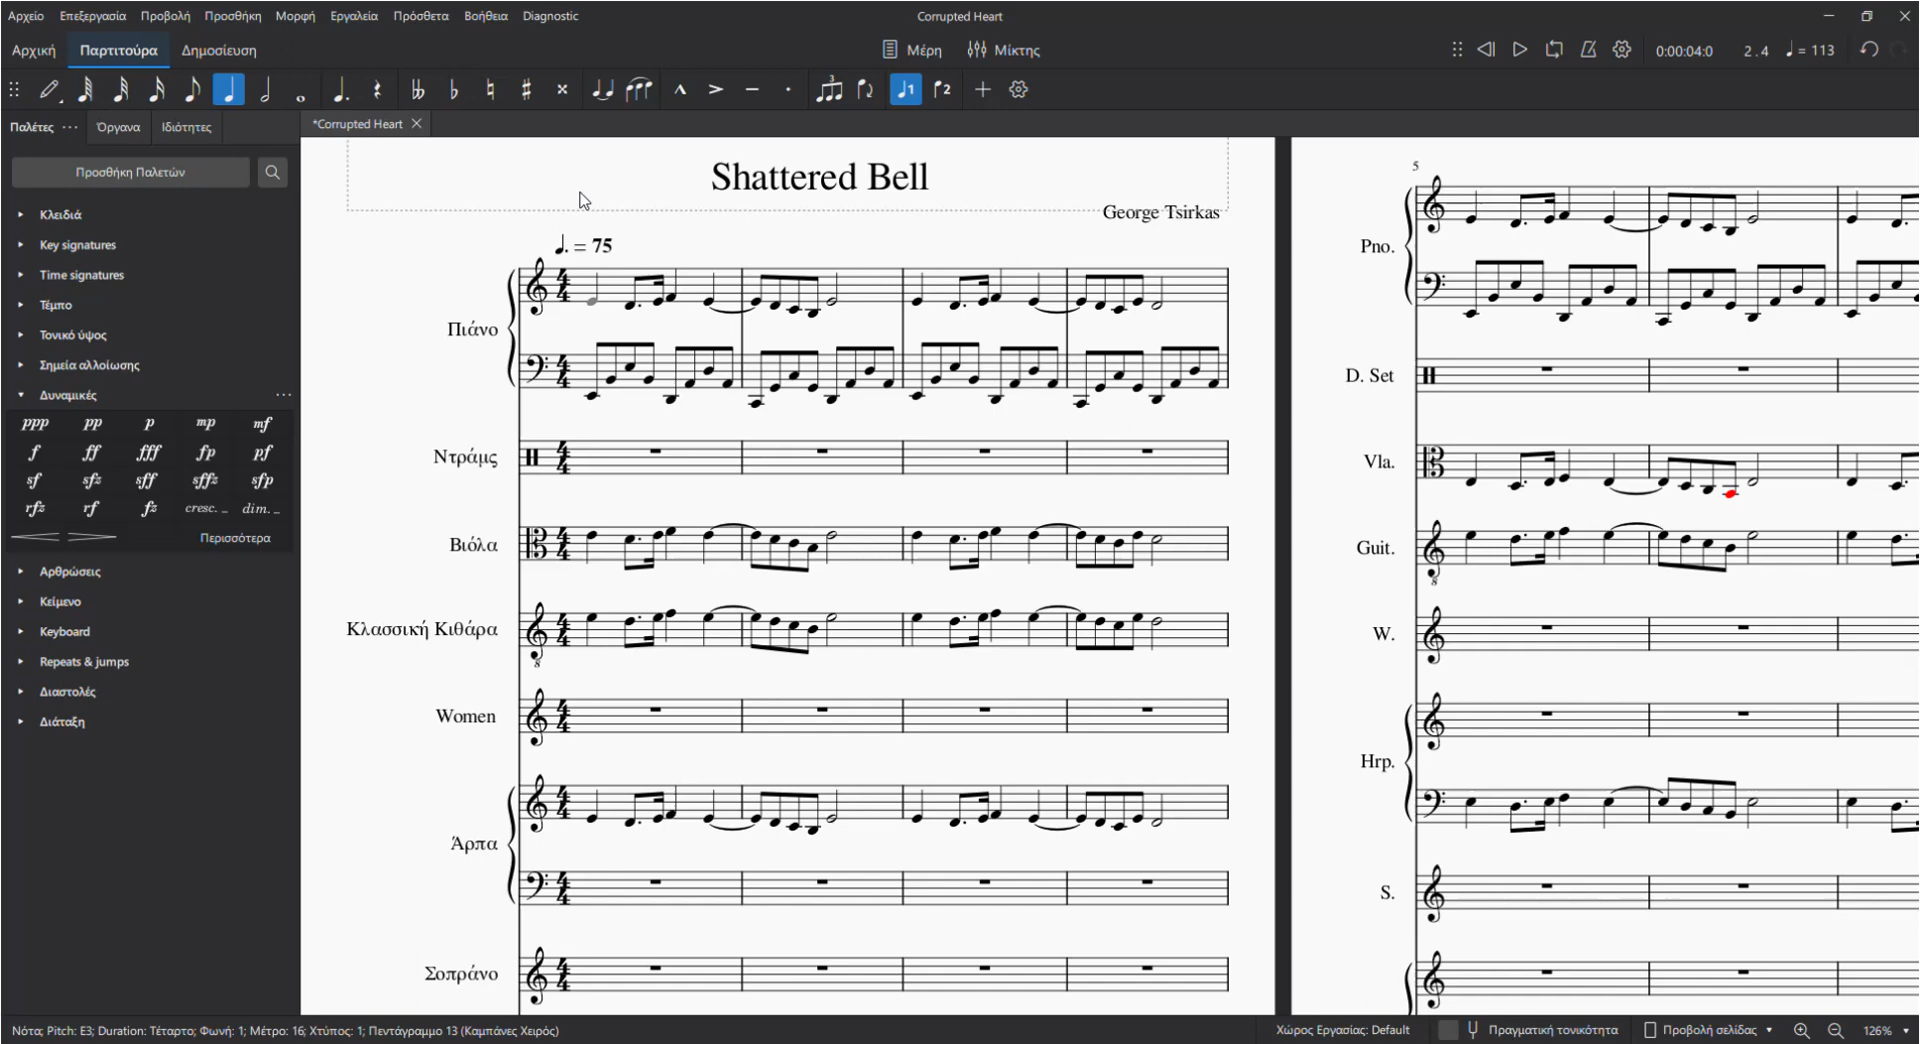 Αρχείο Επεξεργασία Προβολή Προσθήκη Μορφή Εργαλεία Πρόσθετα Βοήθεια Diagnostic
Corrupted Heart
Αρχική Παρτιτούρα Δημοσίευση
Μέρη Μίκτης
0:00:04:0 2 . 4 = 113
3
1 2
Παλέτες Όργανα Ιδιότητες
*Corrupted Heart
Προσθήκη Παλετών
Κλειδιά
Key signatures
Time signatures
Τέμπο
Τονικό ύψος
Σημεία αλλοίωσης
Δυναμικές
ppp pp p mp mf
f ff fff fp pf
sf sfz sff sffz sfp
rfz rf fz cresc. _ dim. _
Περισσότερα
Αρθρώσεις
Κείμενο
Keyboard
Repeats & jumps
Διαστολές
Διάταξη
Shattered Bell
George Tsirkas
= 75
Πιάνο
Ντράμς
Βιόλα
Κλασσική Κιθάρα
8
Women
Άρπα
Σοπράνο
5
Pno.
D. Set
Vla.
Guit.
8
W.
Hrp.
S.
Νότα; Pitch: E3; Duration: Τέταρτο; Φωνή: 1; Μέτρο: 16; Χτύπος: 1; Πεντάγραμμο 13 (Καμπάνες Χειρός)
Χώρος Εργασίας: Default Πραγματική τονικότητα Προβολή σελίδας 126%